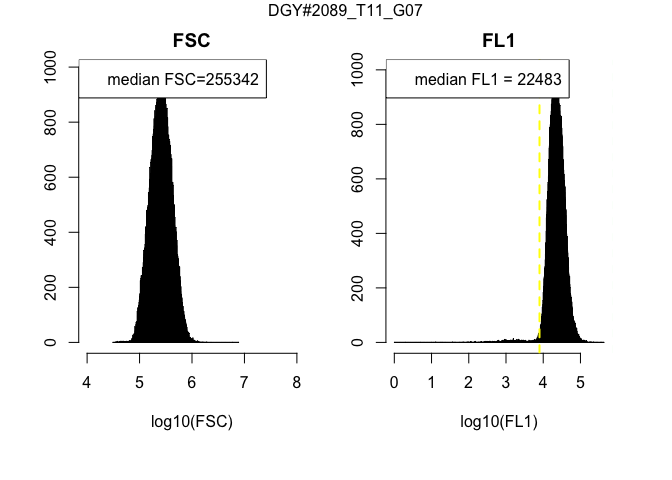 DGY#2089_T11_G07
FSC
median FSC=255342
0 200 400 600 800 1000
4 5 6 7 8
log10(FSC)
FL1
median FL1 = 22483
0 200 400 600 800 1000
0 1 2 3 4 5
log10(FL1)